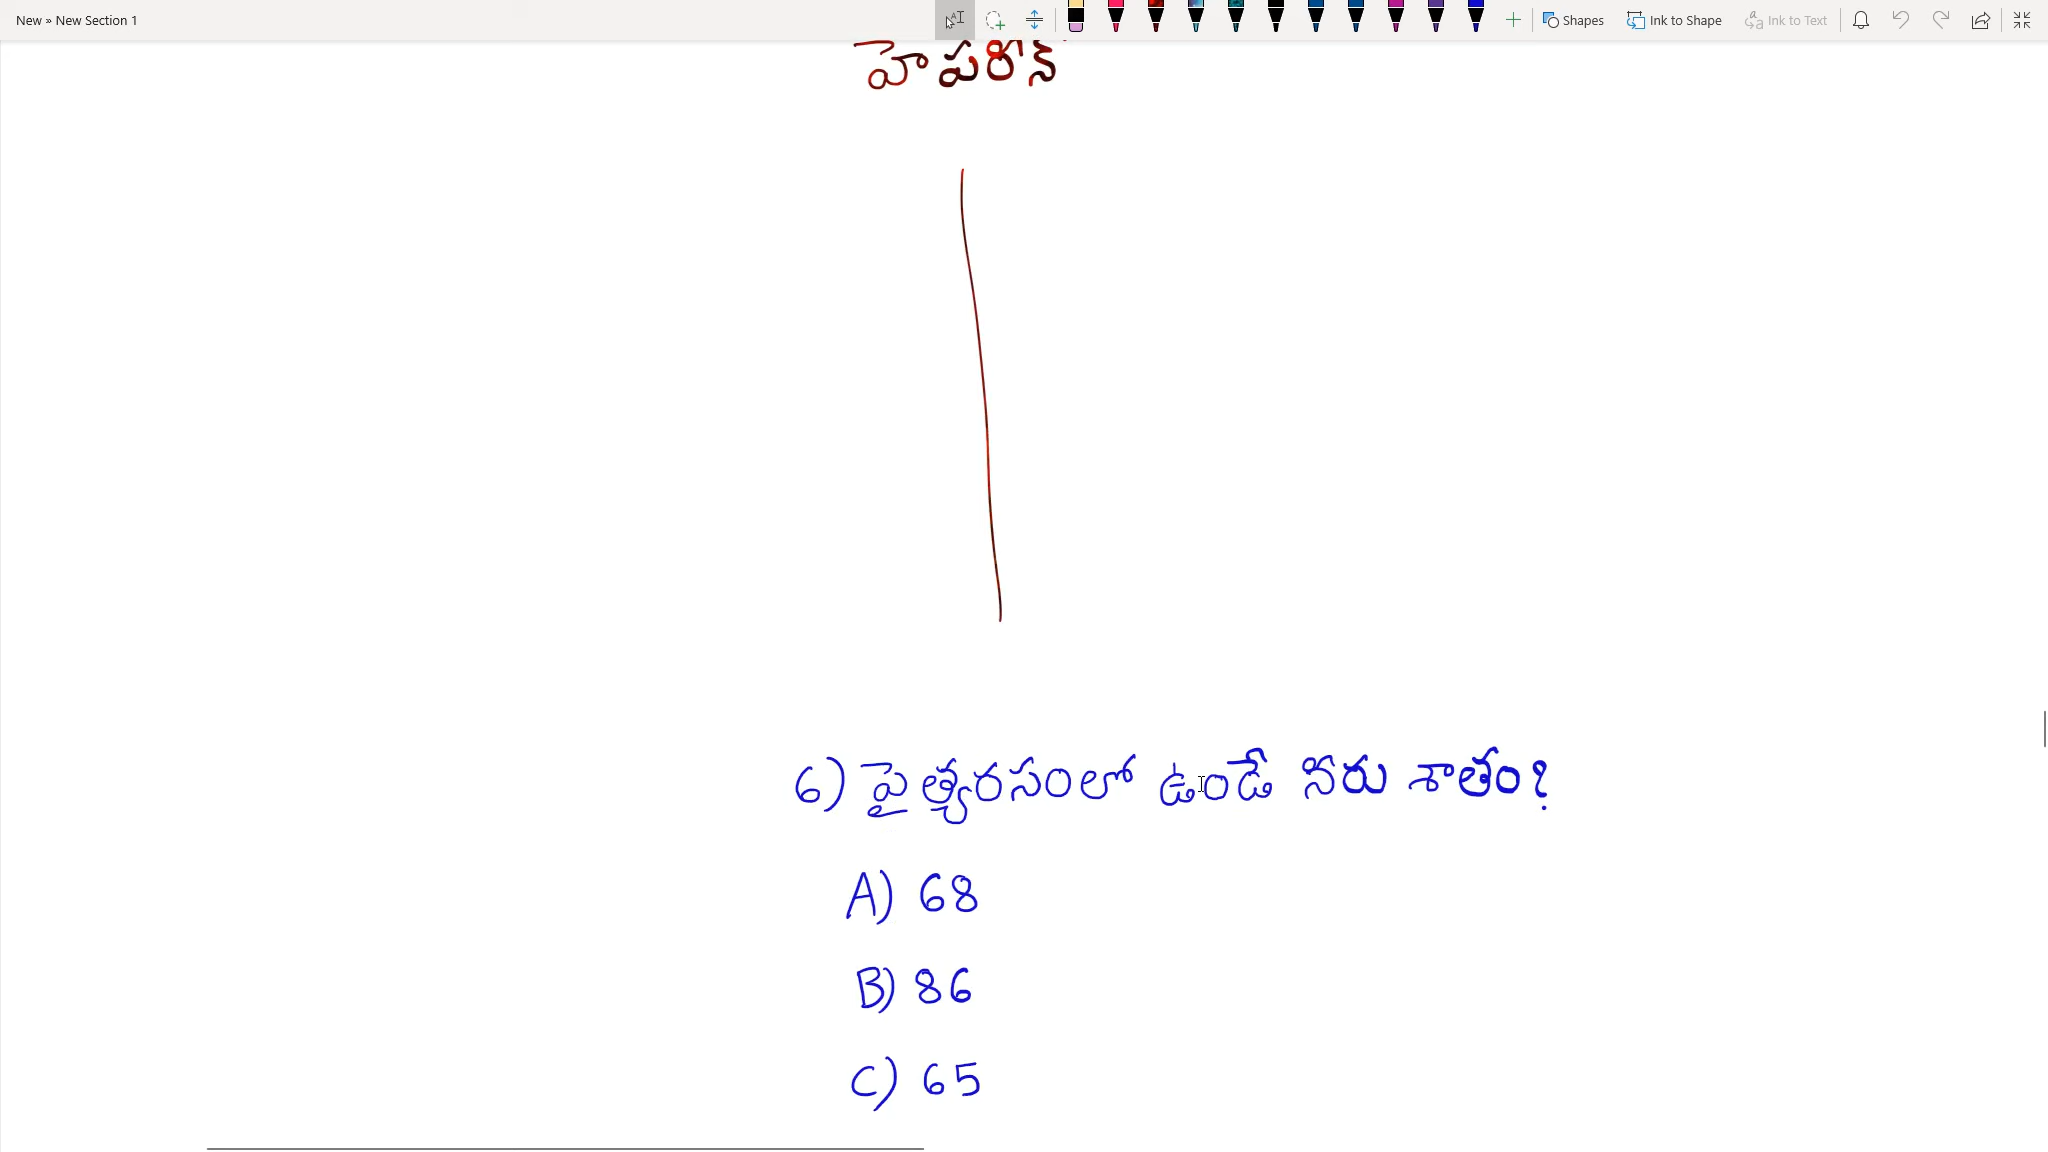 New » New Section 1
Shapes
Ink to Shape
Ink to Text
హెపరిన్
6) పైత్యరసంలో ఉండే నీరు శాతం?
A) 68
B) 86
C) 65